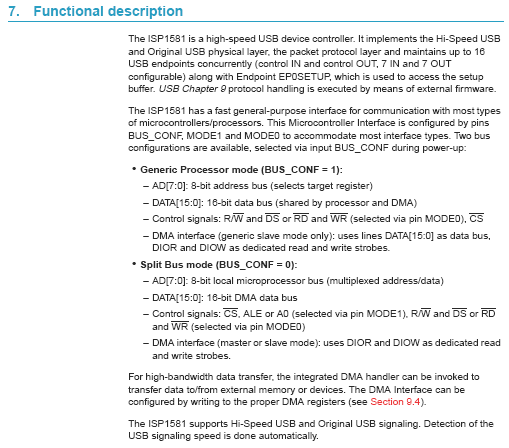 7. Functional description
The ISP1581 is a high-speed USB device controller. It implements the Hi-Speed USB
and Original USB physical layer, the packet protocol layer and maintains up to 16
USB endpoints concurrently (control IN and control OUT, 7 IN and 7 OUT
configurable) along with Endpoint EP0SETUP, which is used to access the setup
buffer. USB Chapter 9 protocol handling is executed by means of external firmware.
The ISP1581 has a fast general-purpose interface for communication with most types
of microcontrollers/processors. This Microcontroller Interface is configured by pins
BUS_CONF, MODE1 and MODE0 to accommodate most interface types. Two bus
configurations are available, selected via input BUS_CONF during power-up:
• Generic Processor mode (BUS_CONF = 1):
– AD[7:0]: 8-bit address bus (selects target register)
– DATA[15:0]: 16-bit data bus (shared by processor and DMA)
– Control signals: R/W̅ and D̅S̅ or R̅D̅ and W̅R̅ (selected via pin MODE0), C̅S̅
– DMA interface (generic slave mode only): uses lines DATA[15:0] as data bus,
DIOR and DIOW as dedicated read and write strobes.
• Split Bus mode (BUS_CONF = 0):
– AD[7:0]: 8-bit local microprocessor bus (multiplexed address/data)
– DATA[15:0]: 16-bit DMA data bus
– Control signals: C̅S̅, ALE or A0 (selected via pin MODE1), R/W̅ and D̅S̅ or R̅D̅
and W̅R̅ (selected via pin MODE0)
– DMA interface (master or slave mode): uses DIOR and DIOW as dedicated read
and write strobes.
For high-bandwidth data transfer, the integrated DMA handler can be invoked to
transfer data to/from external memory or devices. The DMA Interface can be
configured by writing to the proper DMA registers (see Section 9.4).
The ISP1581 supports Hi-Speed USB and Original USB signaling. Detection of the
USB signaling speed is done automatically.